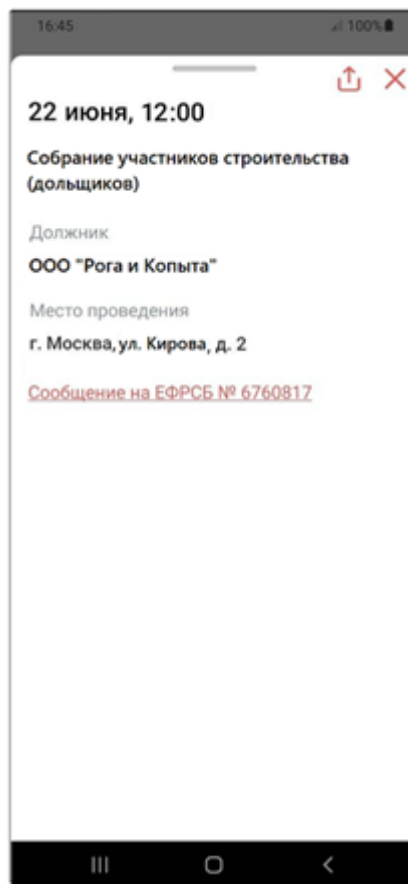 16:45 100%
22 июня, 12:00
Собрание участников строительства
(дольщиков)
Должник
ООО "Рога и Копыта"
Место проведения
г. Москва, ул. Кирова, д. 2
Сообщение на ЕФРСБ № 6760817